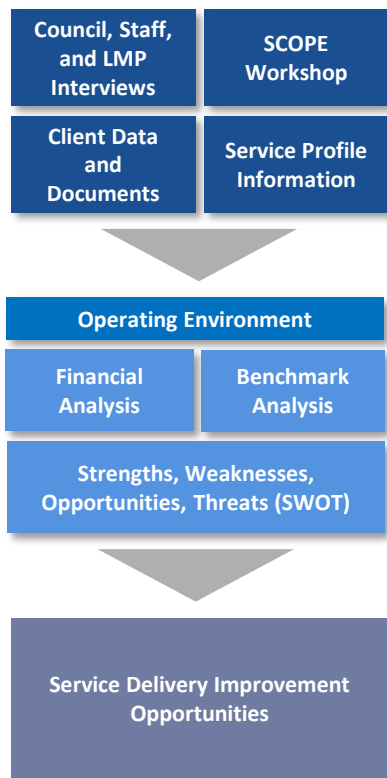 Council, Staff,
and LMP
Interviews
SCOPE
Workshop
Client Data
and
Documents
Service Profile
Information
Operating Environment
Financial
Analysis
Benchmark
Analysis
Strengths, Weaknesses,
Opportunities, Threats (SWOT)
Service Delivery Improvement
Opportunities